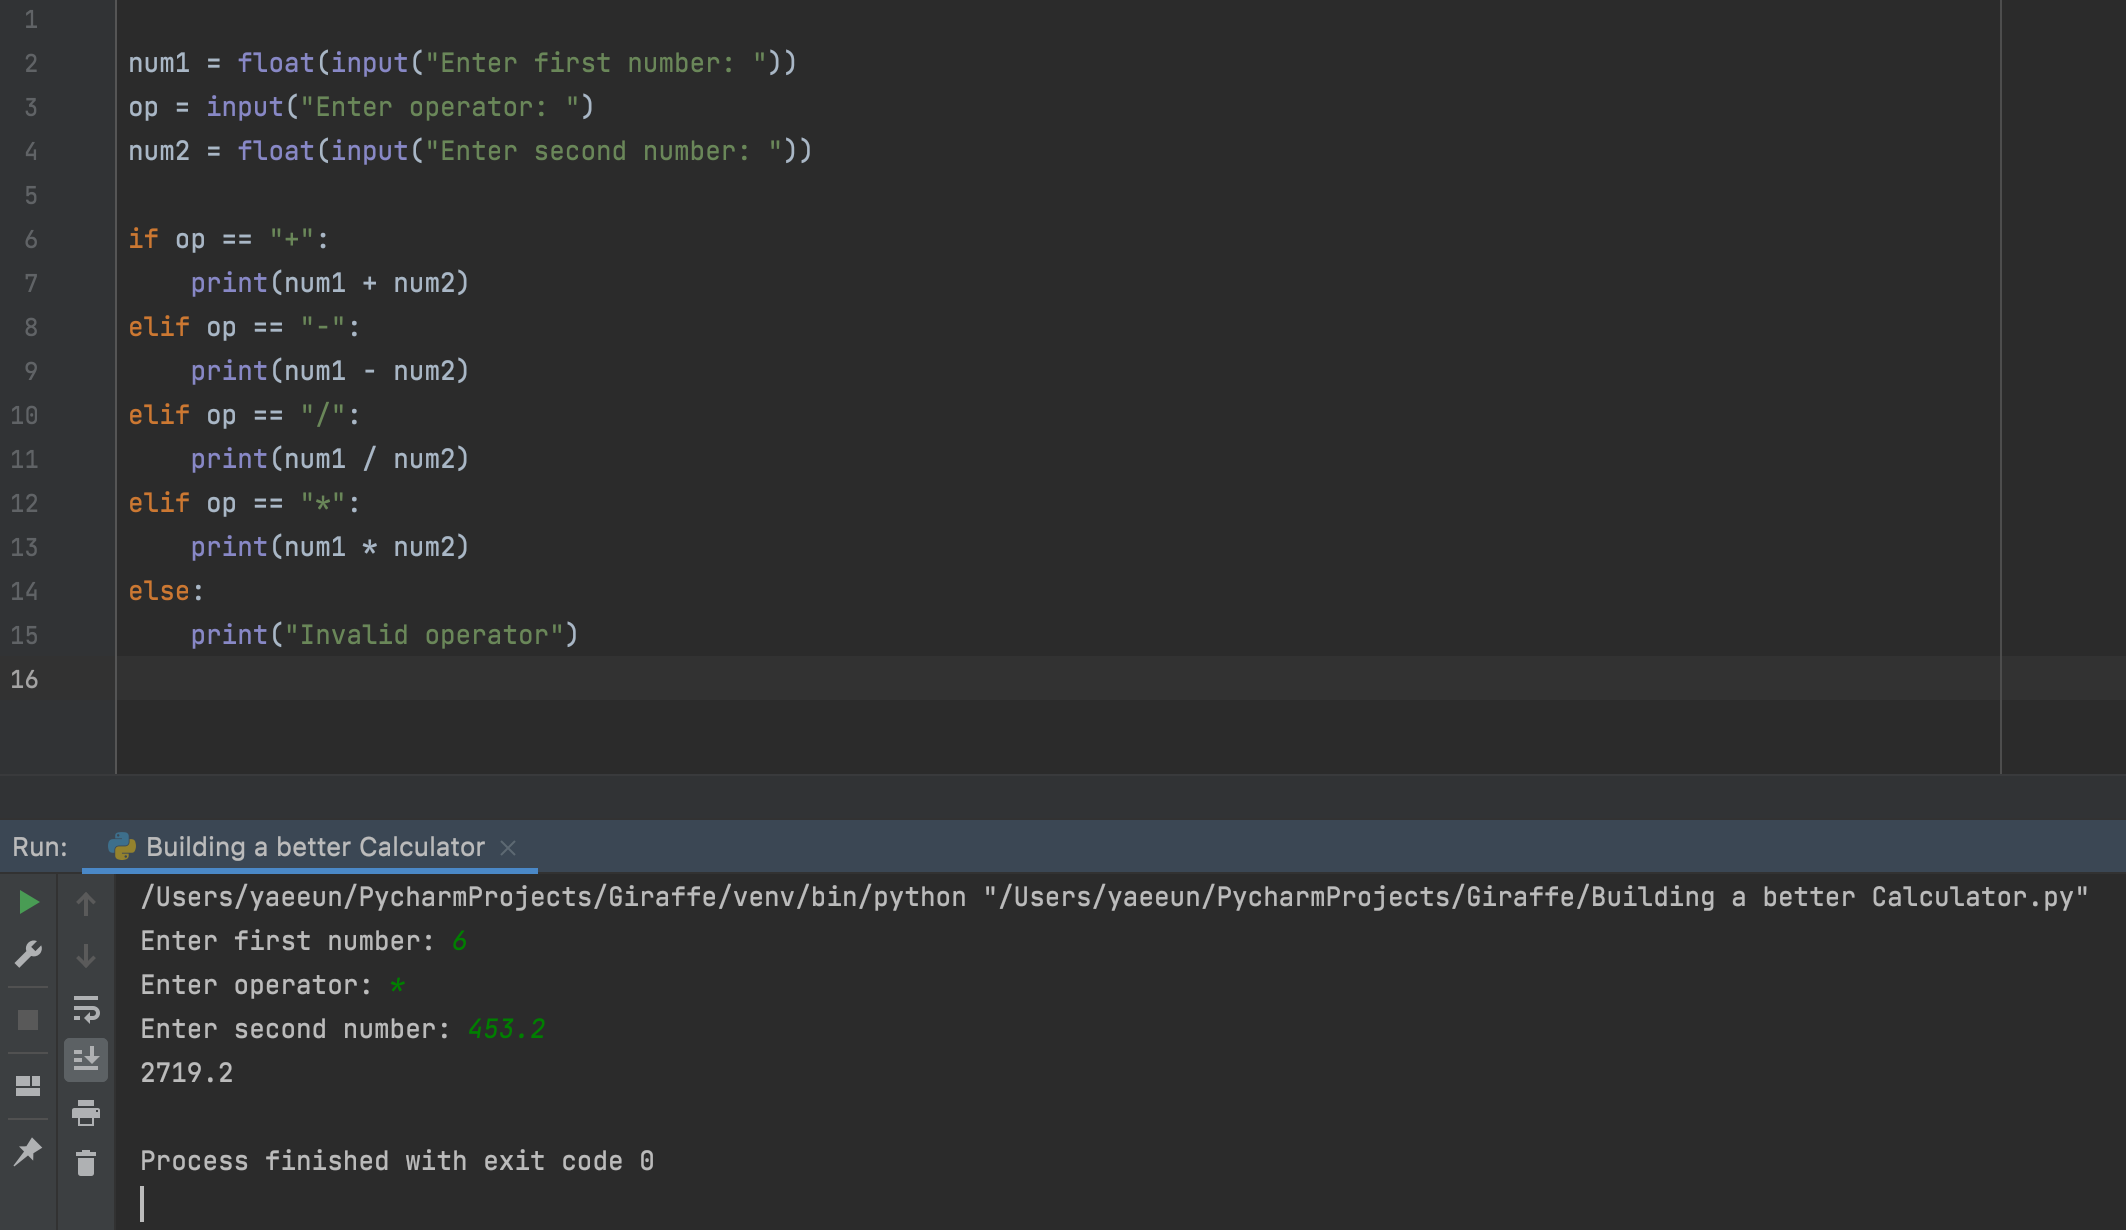 1
2 num1 = float(input("Enter first number: "))
3 op = input("Enter operator: ")
4 num2 = float(input("Enter second number: "))
5
6 if op == "+":
7     print(num1 + num2)
8 elif op == "-":
9     print(num1 - num2)
10 elif op == "/":
11     print(num1 / num2)
12 elif op == "*":
13     print(num1 * num2)
14 else:
15     print("Invalid operator")
16
Run: Building a better Calculator
/Users/yaeeun/PycharmProjects/Giraffe/venv/bin/python "/Users/yaeeun/PycharmProjects/Giraffe/Building a better Calculator.py"
Enter first number: 6
Enter operator: *
Enter second number: 453.2
2719.2
Process finished with exit code 0